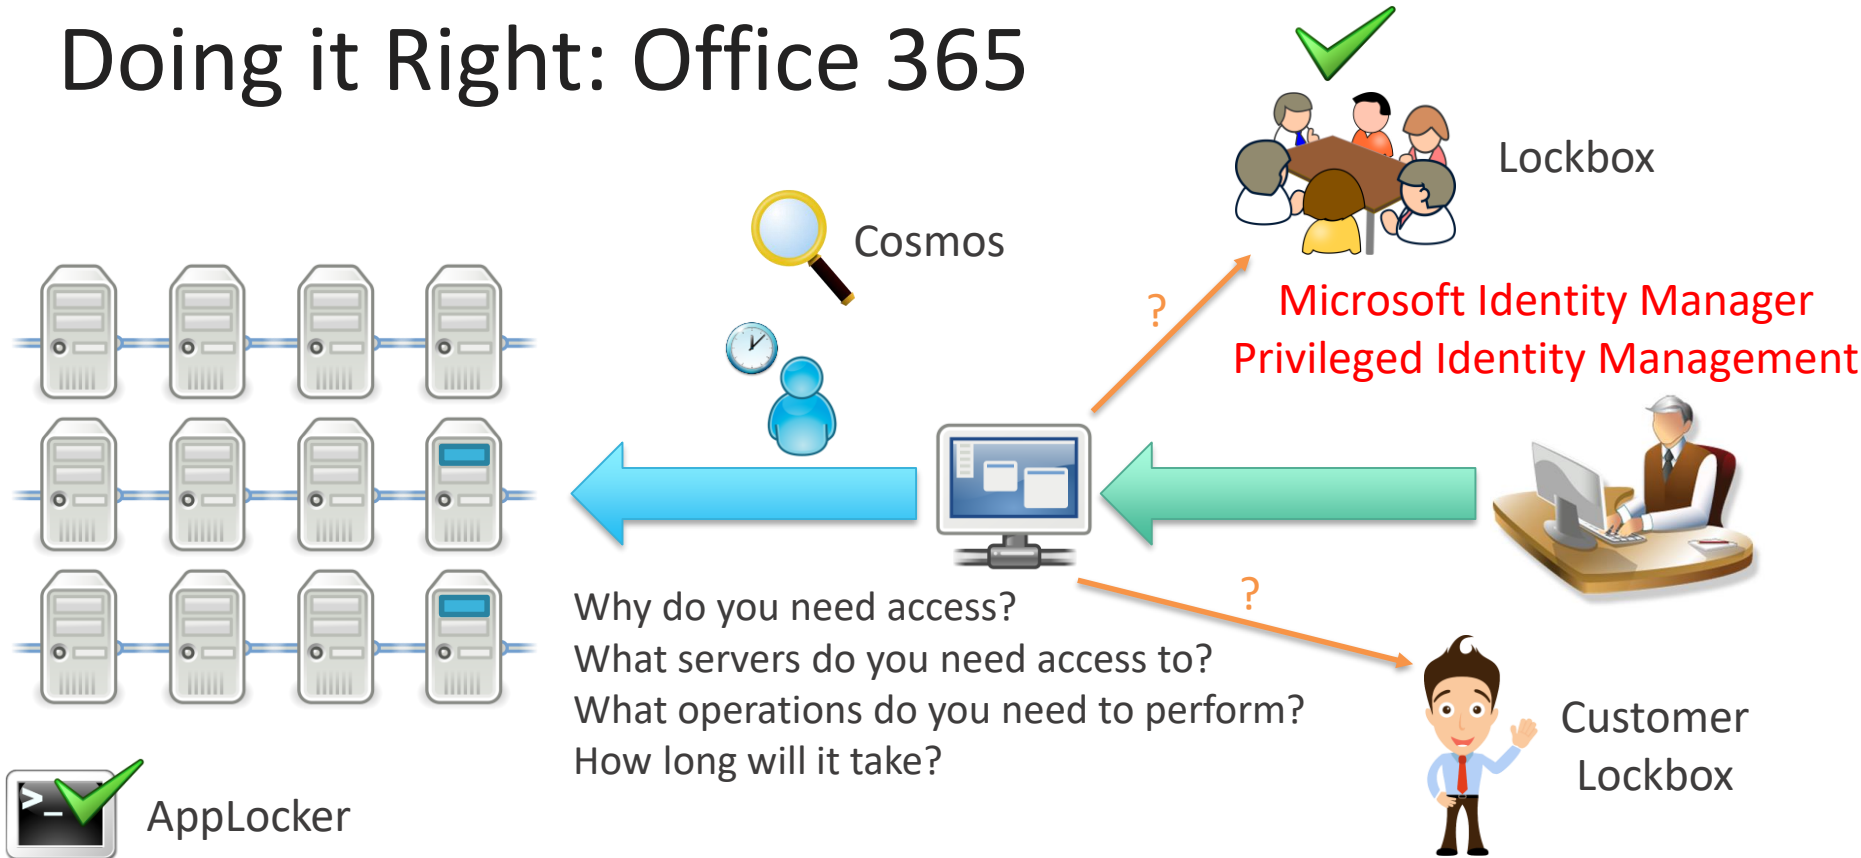 Doing it Right: Office 365
Lockbox
Cosmos
?
Microsoft Identity Manager
Privileged Identity Management
?
Why do you need access?
What servers do you need access to?
What operations do you need to perform?
How long will it take?
Customer
Lockbox
>_
AppLocker